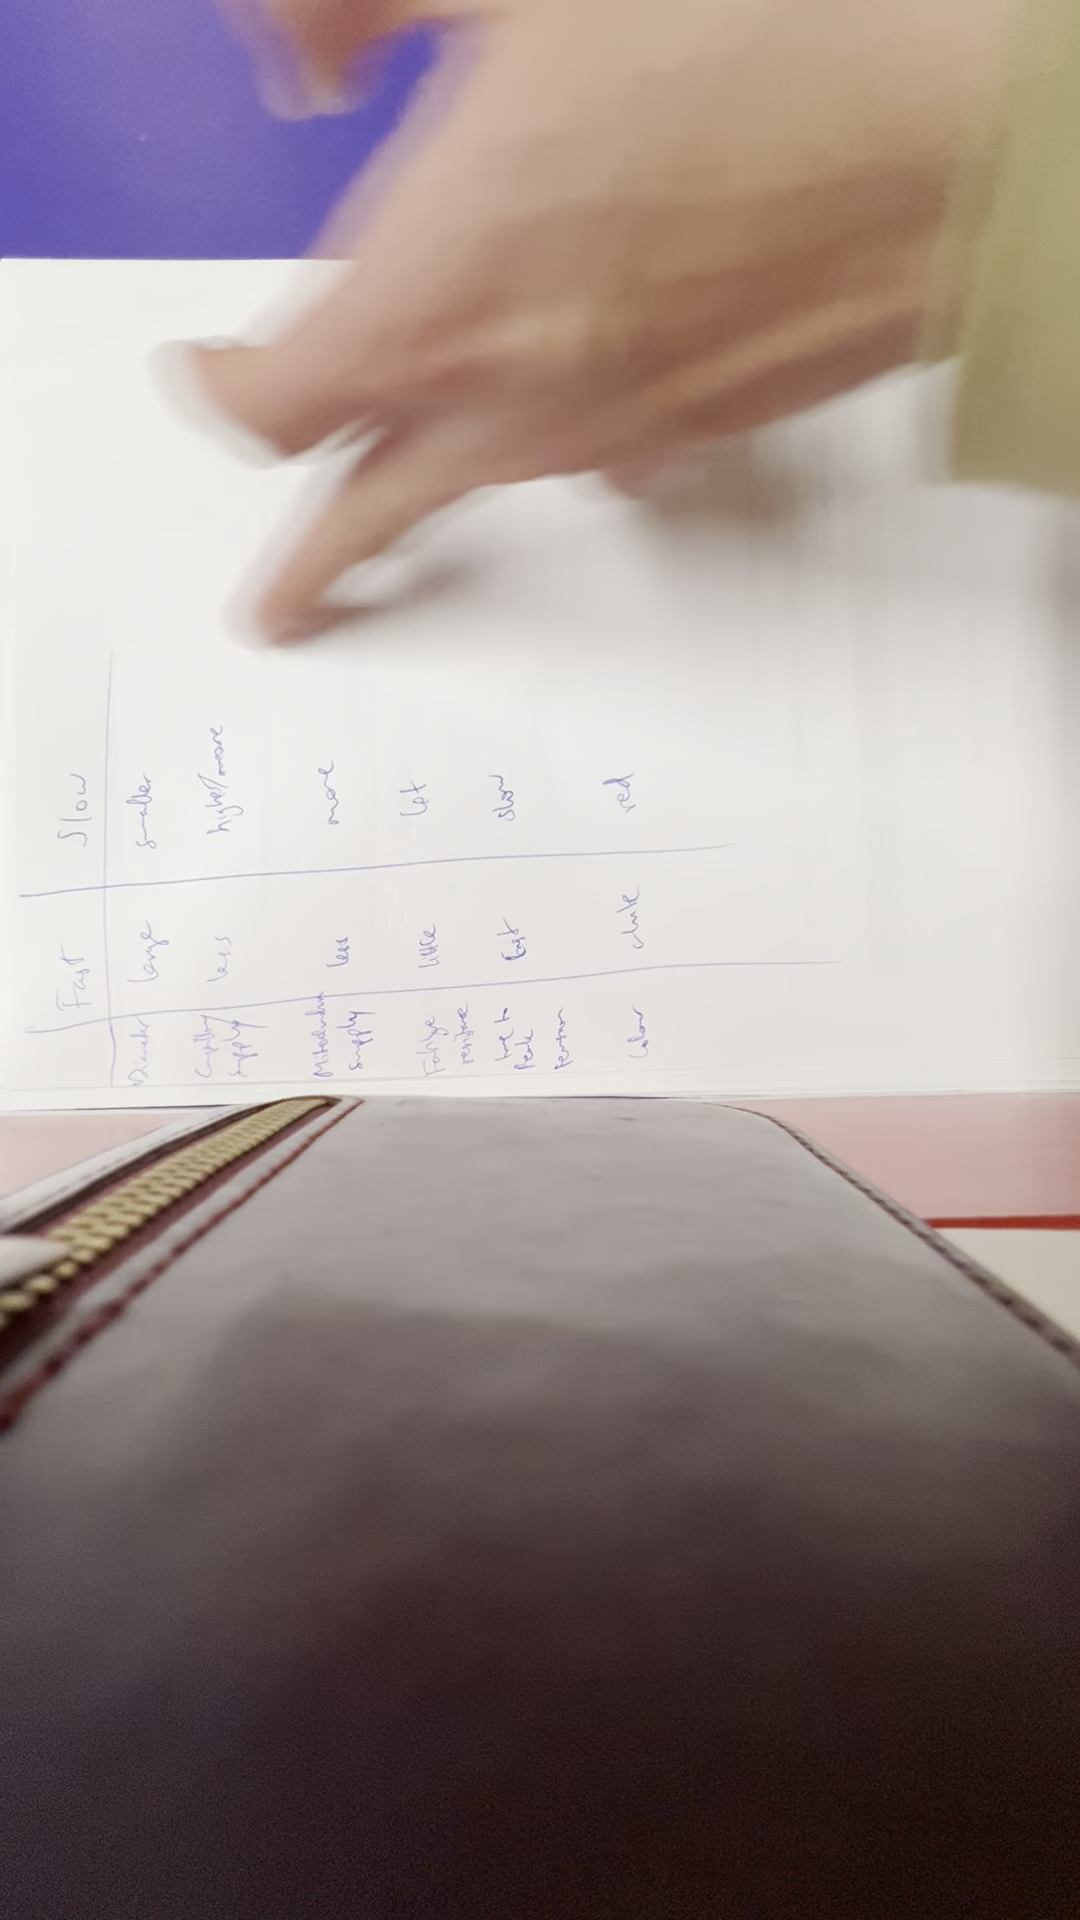 Fast Slow
Diameter large smaller
Capillary less higher/more
supply
Mitochondria less more
supply
Fatigue little lot
resistance
time to fast slow
Peak
Tension
Colour white red